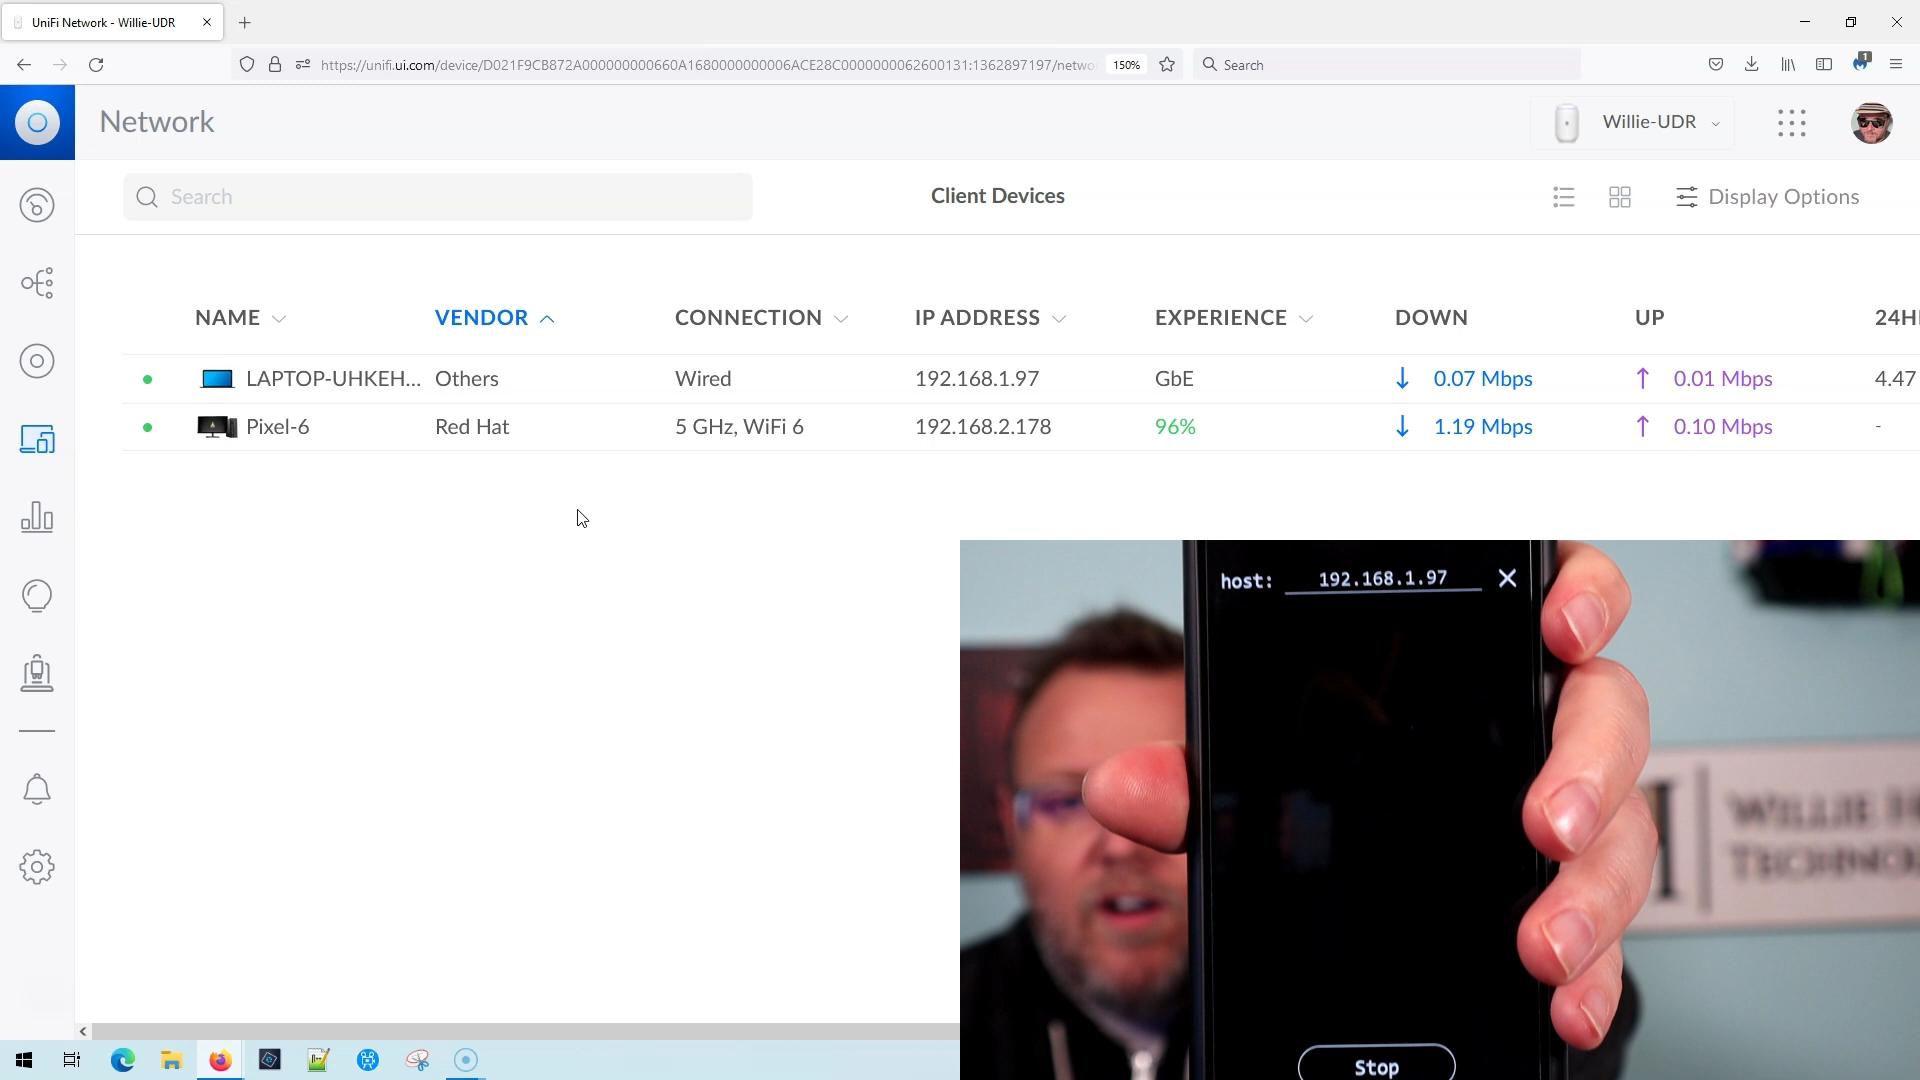 UniFi Network - Willie-UDR
https://unifi.ui.com/device/D021F9CB872A000000000660A1680000000006ACE28C0000000062600131:1362897197/netwo
150%
Search
1
Network
Willie-UDR
Search
Client Devices
Display Options
NAME VENDOR CONNECTION IP ADDRESS EXPERIENCE DOWN UP 24H
LAPTOP-UHKEH... Others Wired 192.168.1.97 GbE ↓ 0.07 Mbps ↑ 0.01 Mbps 4.47
Pixel-6 Red Hat 5 GHz, WiFi 6 192.168.2.178 96% ↓ 1.19 Mbps ↑ 0.10 Mbps -
host: 192.168.1.97
WILLIE H
TECHNOL
Stop